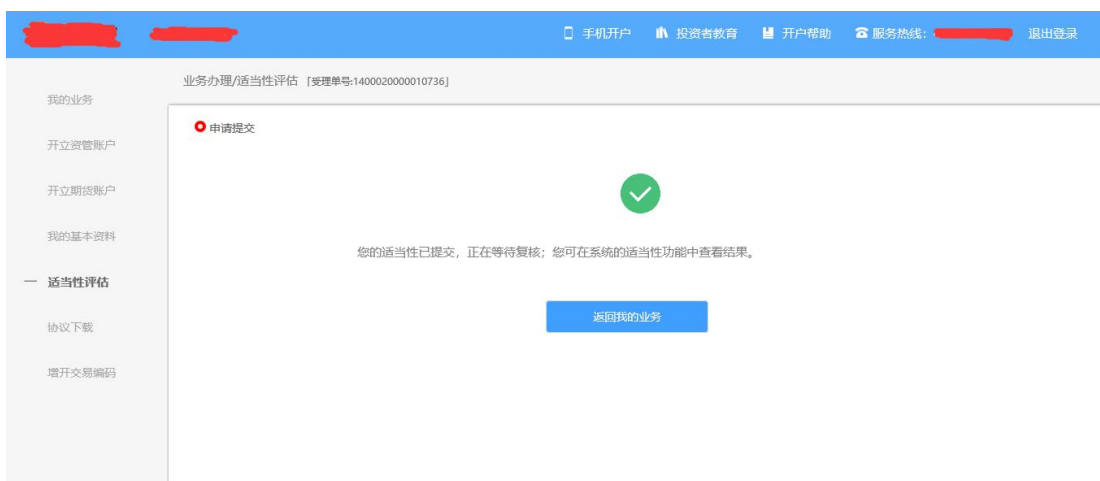 手机开户 投资者教育 开户帮助 服务热线: 退出登录
业务办理/适当性评估 [受理单号:1400020000010736]
我的业务
开立资管账户
开立期货账户
我的基本资料
— 适当性评估
协议下载
增开交易编码
申请提交
您的适当性已提交，正在等待复核；您可在系统的适当性功能中查看结果。
返回我的业务